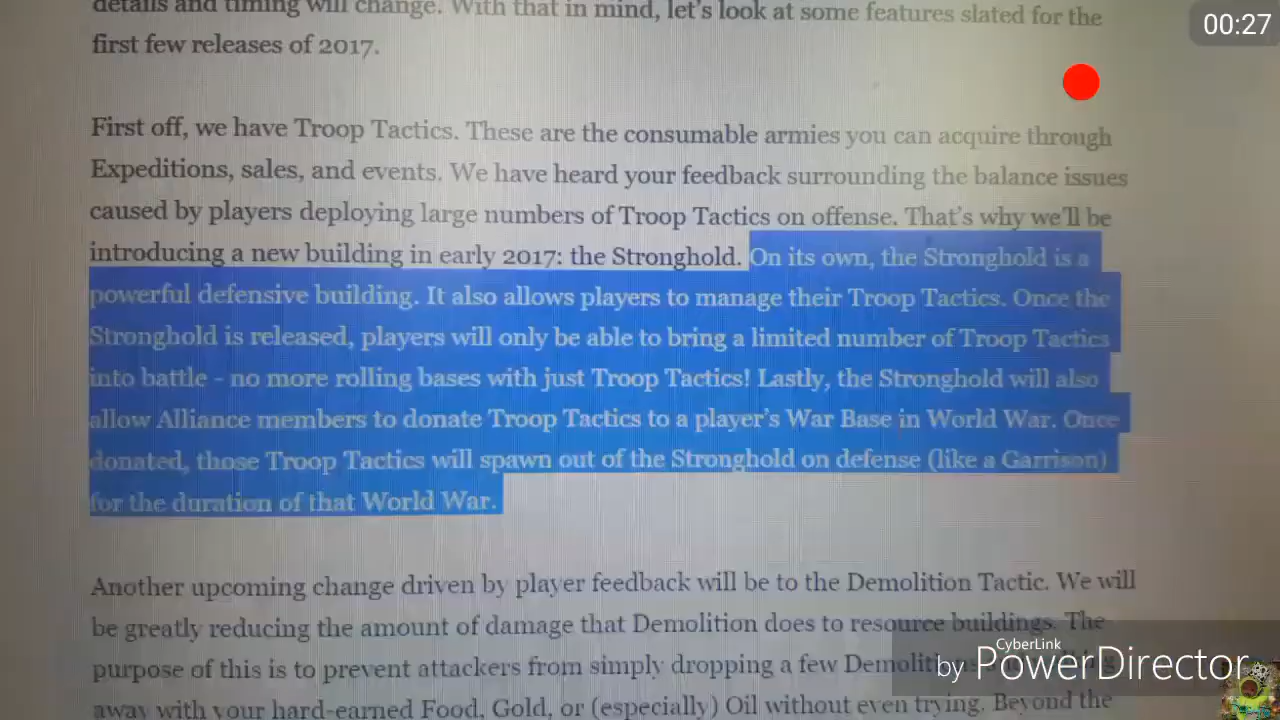 details and timing will change. With that in mind, let's look at some features slated for the
00:27
first few releases of 2017.
First off, we have Troop Tactics. These are the consumable armies you can acquire through
Expeditions, sales, and events. We have heard your feedback surrounding the balance issues
caused by players deploying large numbers of Troop Tactics on offense. That's why we'll be
introducing a new building in early 2017: the Stronghold. On its own, the Stronghold is a
powerful defensive building. It also allows players to manage their Troop Tactics. Once the
Stronghold is released, players will only be able to bring a limited number of Troop Tactics
into battle - no more rolling bases with just Troop Tactics! Lastly, the Stronghold will also
allow Alliance members to donate Troop Tactics to a player's War Base in World War. Once
donated, those Troop Tactics will spawn out of the Stronghold on defense (like a Garrison)
for the duration of that World War.
Another upcoming change driven by player feedback will be to the Demolition Tactic. We will
be greatly reducing the amount of damage that Demolition does to resource buildings. The
purpose of this is to prevent attackers from simply dropping a few
away with your hard-earned Food, Gold, or (especially) Oil without even trying. Beyond the
CyberLink
by PowerDirector